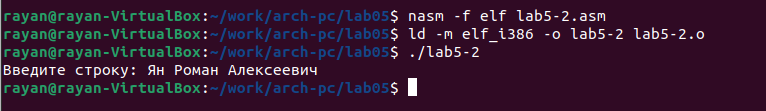 rayan@rayan-VirtualBox:~/work/arch-pc/lab05$ nasm -f elf lab5-2.asm
rayan@rayan-VirtualBox:~/work/arch-pc/lab05$ ld -m elf_i386 -o lab5-2 lab5-2.o
rayan@rayan-VirtualBox:~/work/arch-pc/lab05$ ./lab5-2
Введите строку: Ян Роман Алексеевич
rayan@rayan-VirtualBox:~/work/arch-pc/lab05$